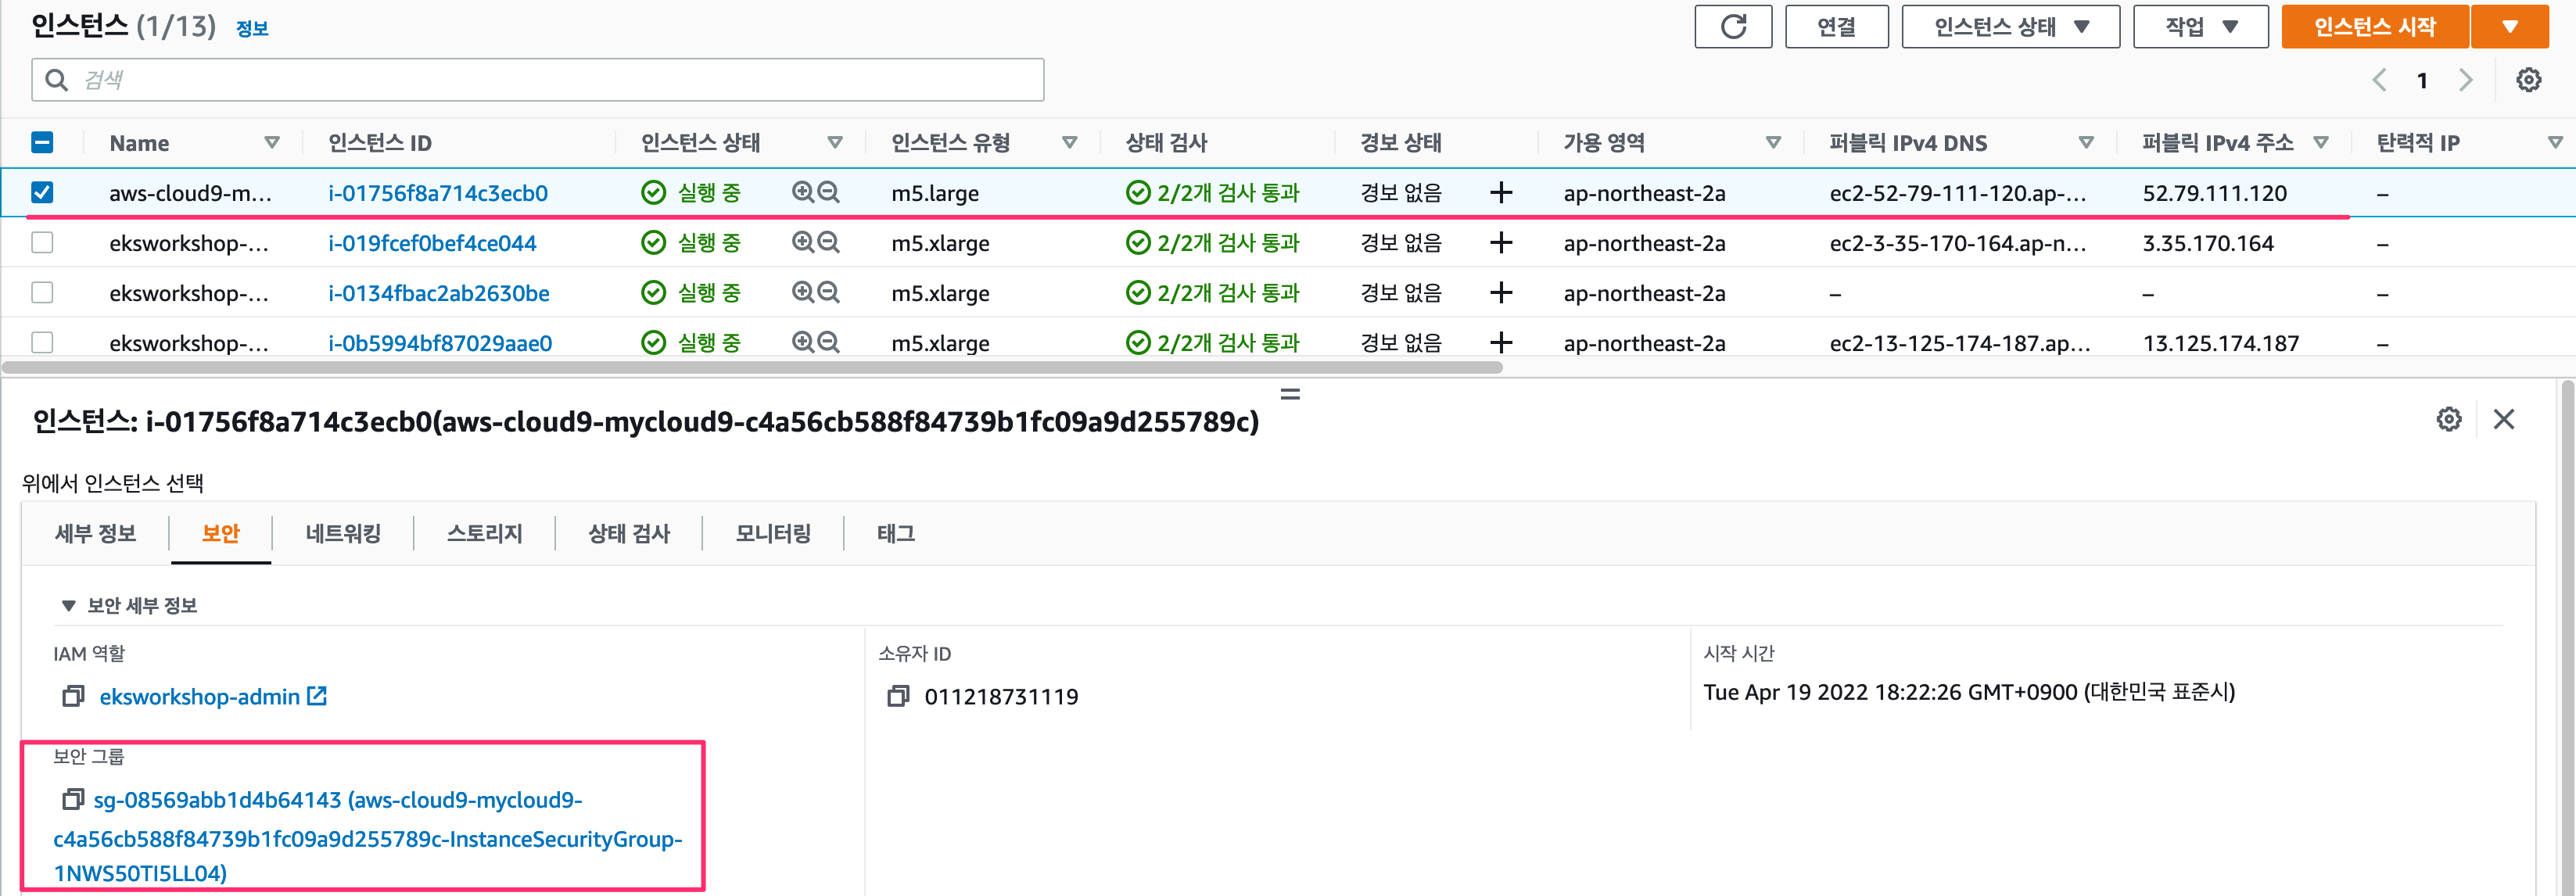 인스턴스 (1/13) 정보 연결 인스턴스 상태 작업 인스턴스 시작
검색 1
Name 인스턴스 ID 인스턴스 상태 인스턴스 유형 상태 검사 경보 상태 가용 영역 퍼블릭 IPv4 DNS 퍼블릭 IPv4 주소 탄력적 IP
aws-cloud9-m... i-01756f8a714c3ecb0 실행 중 m5.large 2/2개 검사 통과 경보 없음 ap-northeast-2a ec2-52-79-111-120.ap-... 52.79.111.120 –
eksworkshop-... i-019fcef0bef4ce044 실행 중 m5.xlarge 2/2개 검사 통과 경보 없음 ap-northeast-2a ec2-3-35-170-164.ap-n... 3.35.170.164 –
eksworkshop-... i-0134fbac2ab2630be 실행 중 m5.xlarge 2/2개 검사 통과 경보 없음 ap-northeast-2a – – –
eksworkshop-... i-0b5994bf87029aae0 실행 중 m5.xlarge 2/2개 검사 통과 경보 없음 ap-northeast-2a ec2-13-125-174-187.ap... 13.125.174.187 –
인스턴스: i-01756f8a714c3ecb0(aws-cloud9-mycloud9-c4a56cb588f84739b1fc09a9d255789c)
위에서 인스턴스 선택
세부 정보 보안 네트워킹 스토리지 상태 검사 모니터링 태그
보안 세부 정보
IAM 역할 소유자 ID 시작 시간
eksworkshop-admin 011218731119 Tue Apr 19 2022 18:22:26 GMT+0900 (대한민국 표준시)
보안 그룹
sg-08569abb1d4b64143 (aws-cloud9-mycloud9-
c4a56cb588f84739b1fc09a9d255789c-InstanceSecurityGroup-
1NWS50TI5LL04)